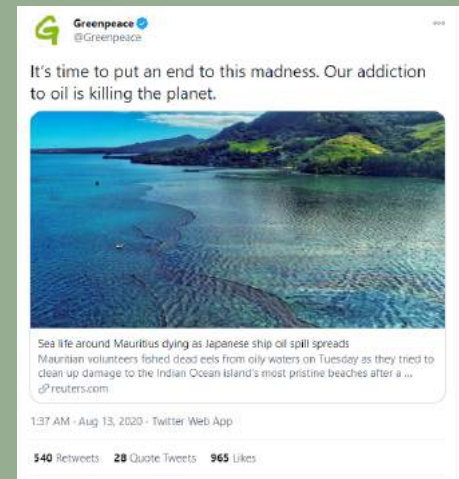 Greenpeace
@Greenpeace
It's time to put an end to this madness. Our addiction
to oil is killing the planet.
Sea life around Mauritius dying as Japanese ship oil spill spreads
Mauritian volunteers fished dead eels from oily waters on Tuesday as they tried to
clean up damage to the Indian Ocean island's most pristine beaches after a ...
reuters.com
1:37 AM · Aug 13, 2020 · Twitter Web App
540 Retweets 28 Quote Tweets 965 Likes